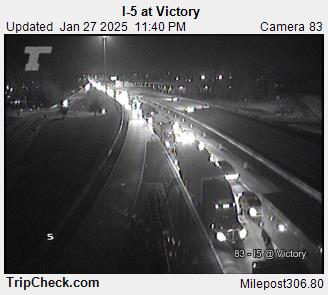 I-5 at Victory
Updated Jan 27 2025 11:40 PM Camera 83
T
S
83 - I5 @ Victory
TripCheck.com Milepost306.80